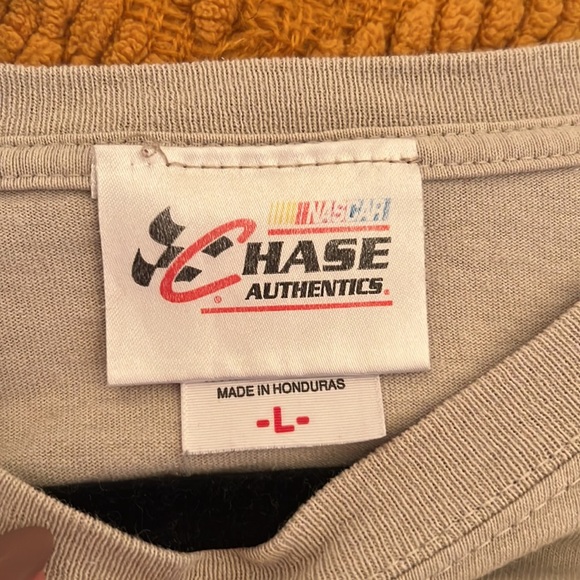 NASCAR
CHASE
AUTHENTICS.
®
MADE IN HONDURAS
-L-